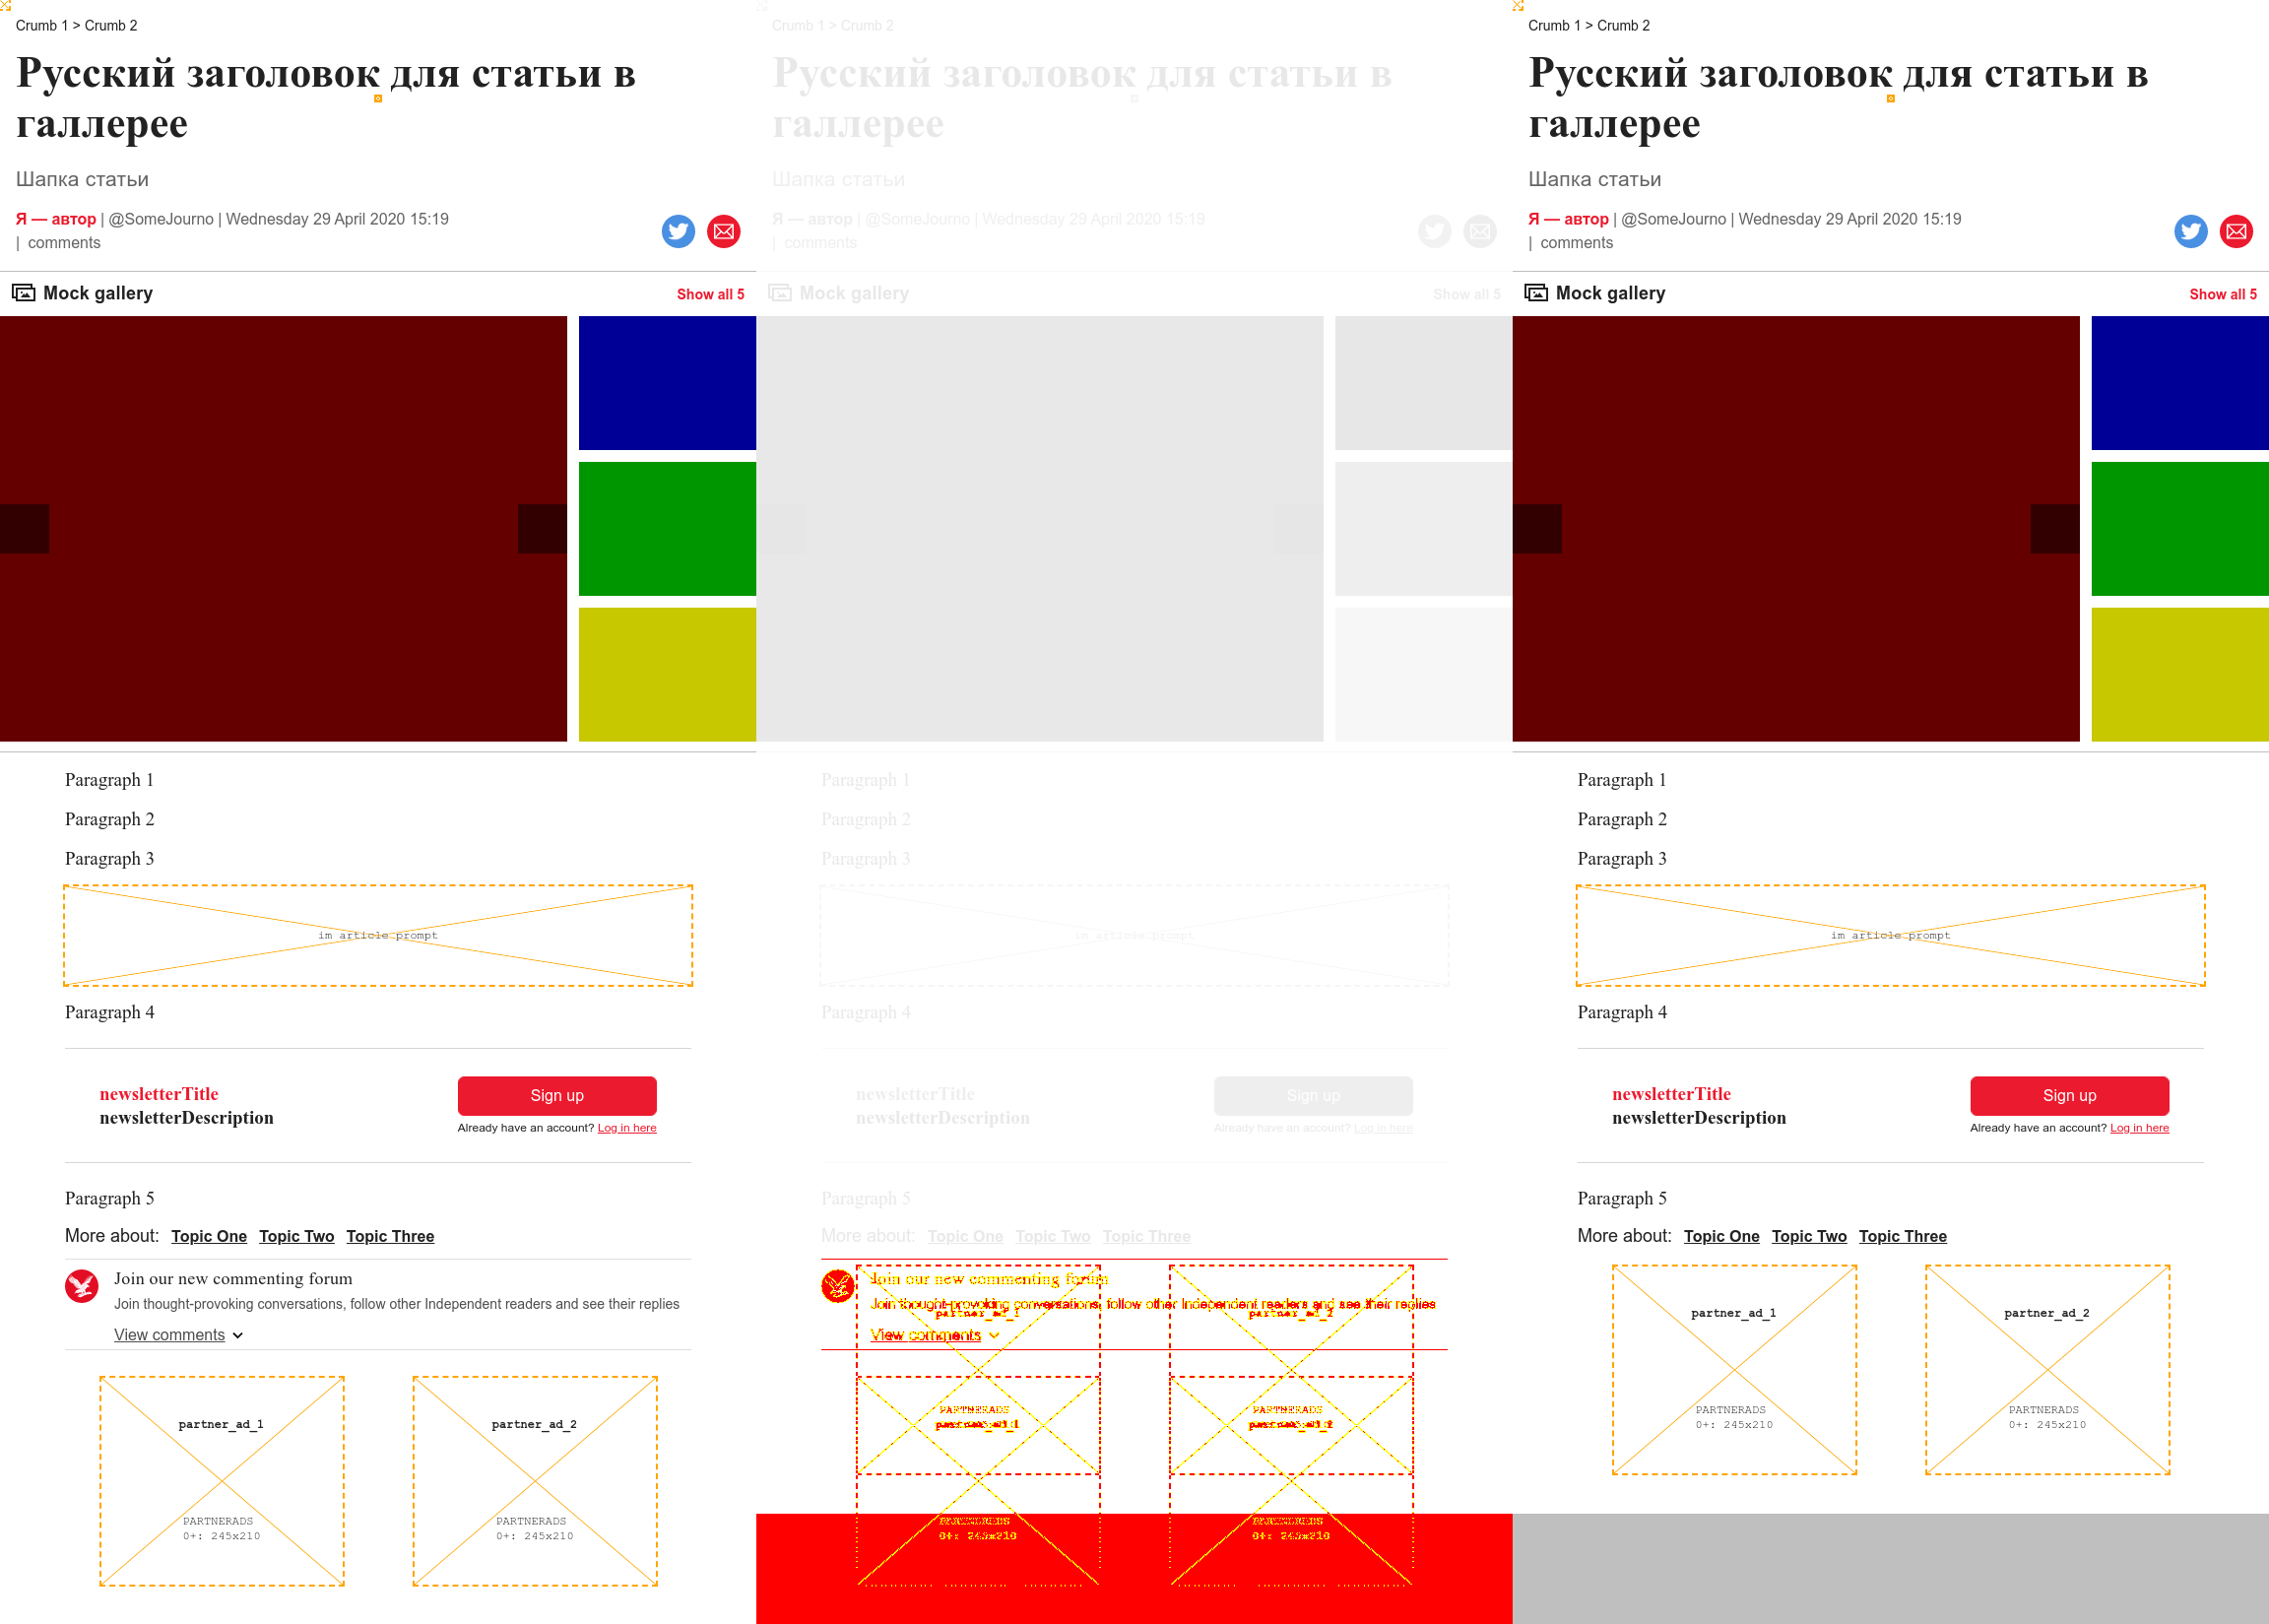 Crumb 1 > Crumb 2
Русский заголовок для статьи в
галлерее
Шапка статьи
Я — автор | @SomeJourno | Wednesday 29 April 2020 15:19
| comments
Mock gallery
Show all 5
Paragraph 1
Paragraph 2
Paragraph 3
im article prompt
Paragraph 4
newsletterTitle
newsletterDescription
Sign up
Already have an account? Log in here
Paragraph 5
More about: Topic One Topic Two Topic Three
Join our new commenting forum
Join thought-provoking conversations, follow other Independent readers and see their replies
View comments
partner_ad_1
PARTNERADS
0+: 245x210
partner_ad_2
PARTNERADS
0+: 245x210
Crumb 1 > Crumb 2
Русский заголовок для статьи в
галлерее
Шапка статьи
Я — автор | @SomeJourno | Wednesday 29 April 2020 15:19
| comments
Mock gallery
Show all 5
Paragraph 1
Paragraph 2
Paragraph 3
im article prompt
Paragraph 4
newsletterTitle
newsletterDescription
Sign up
Already have an account? Log in here
Paragraph 5
More about: Topic One Topic Two Topic Three
Join our new commenting forum
Join thought-provoking conversations, follow other Independent readers and see their replies
partner_ad_1
partner_ad_2
View comments
PARTNERADS
PARTNERADS
Crumb 1 > Crumb 2
Русский заголовок для статьи в
галлерее
Шапка статьи
Я — автор | @SomeJourno | Wednesday 29 April 2020 15:19
| comments
Mock gallery
Show all 5
Paragraph 1
Paragraph 2
Paragraph 3
im article prompt
Paragraph 4
newsletterTitle
newsletterDescription
Sign up
Already have an account? Log in here
Paragraph 5
More about: Topic One Topic Two Topic Three
partner_ad_1
PARTNERADS
0+: 245x210
partner_ad_2
PARTNERADS
0+: 245x210